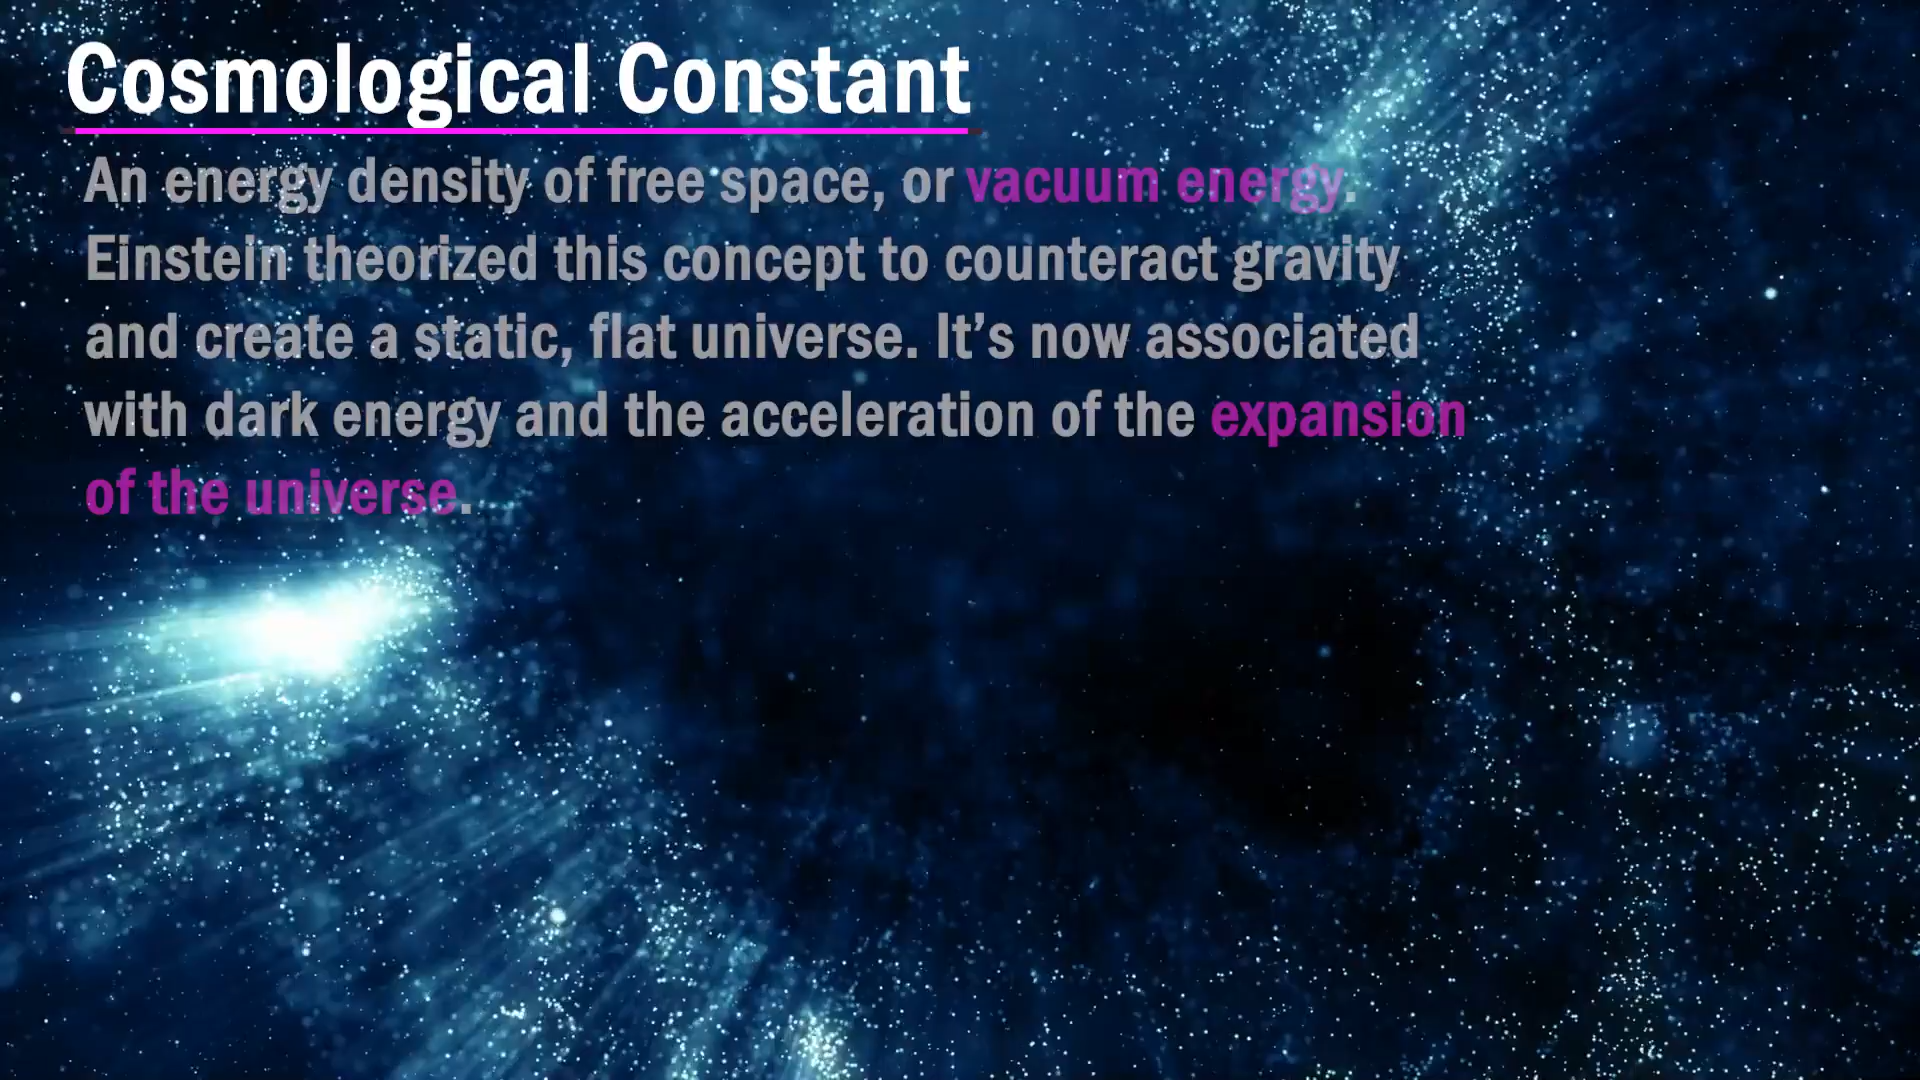 Cosmological Constant
An energy density of free space, or vacuum energy.
Einstein theorized this concept to counteract gravity
and create a static, flat universe. It’s now associated
with dark energy and the acceleration of the expansion
of the universe.